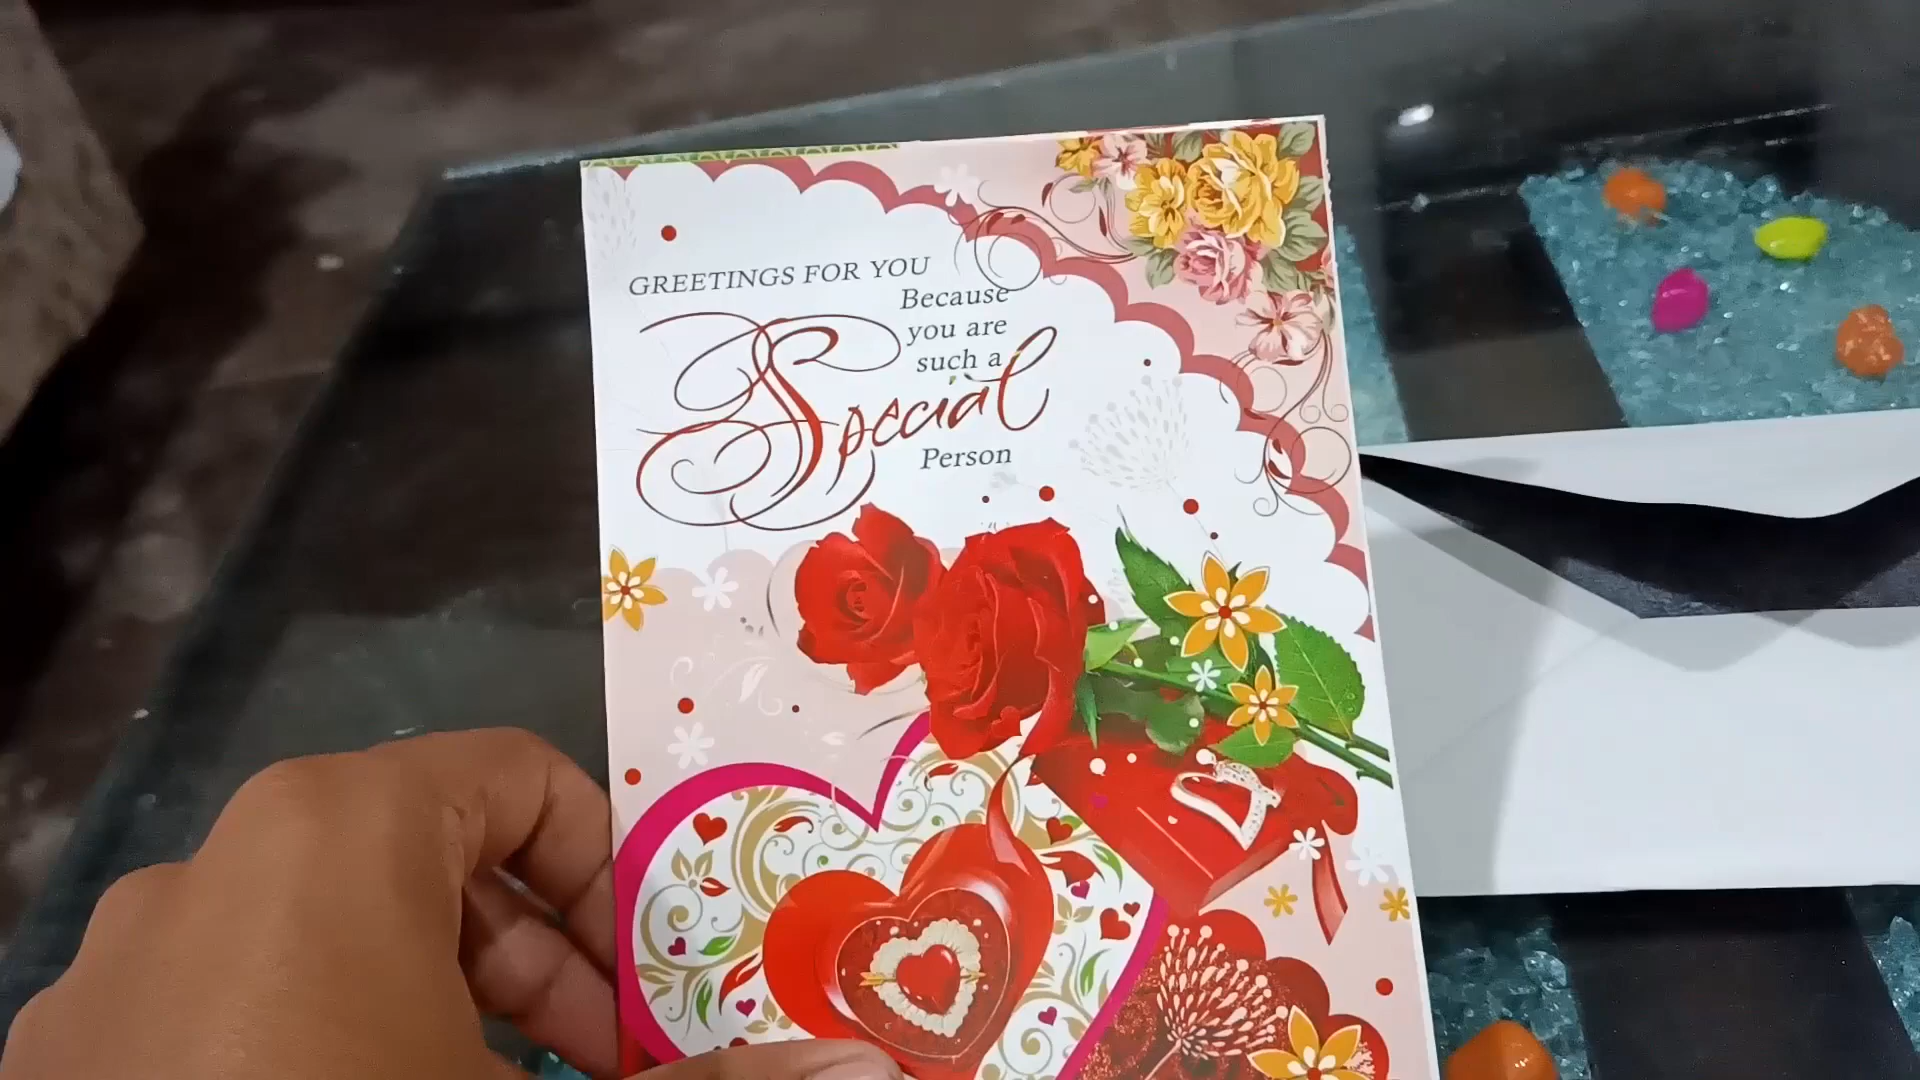 GREETINGS FOR YOU
Because
you are
such a
Special
Person